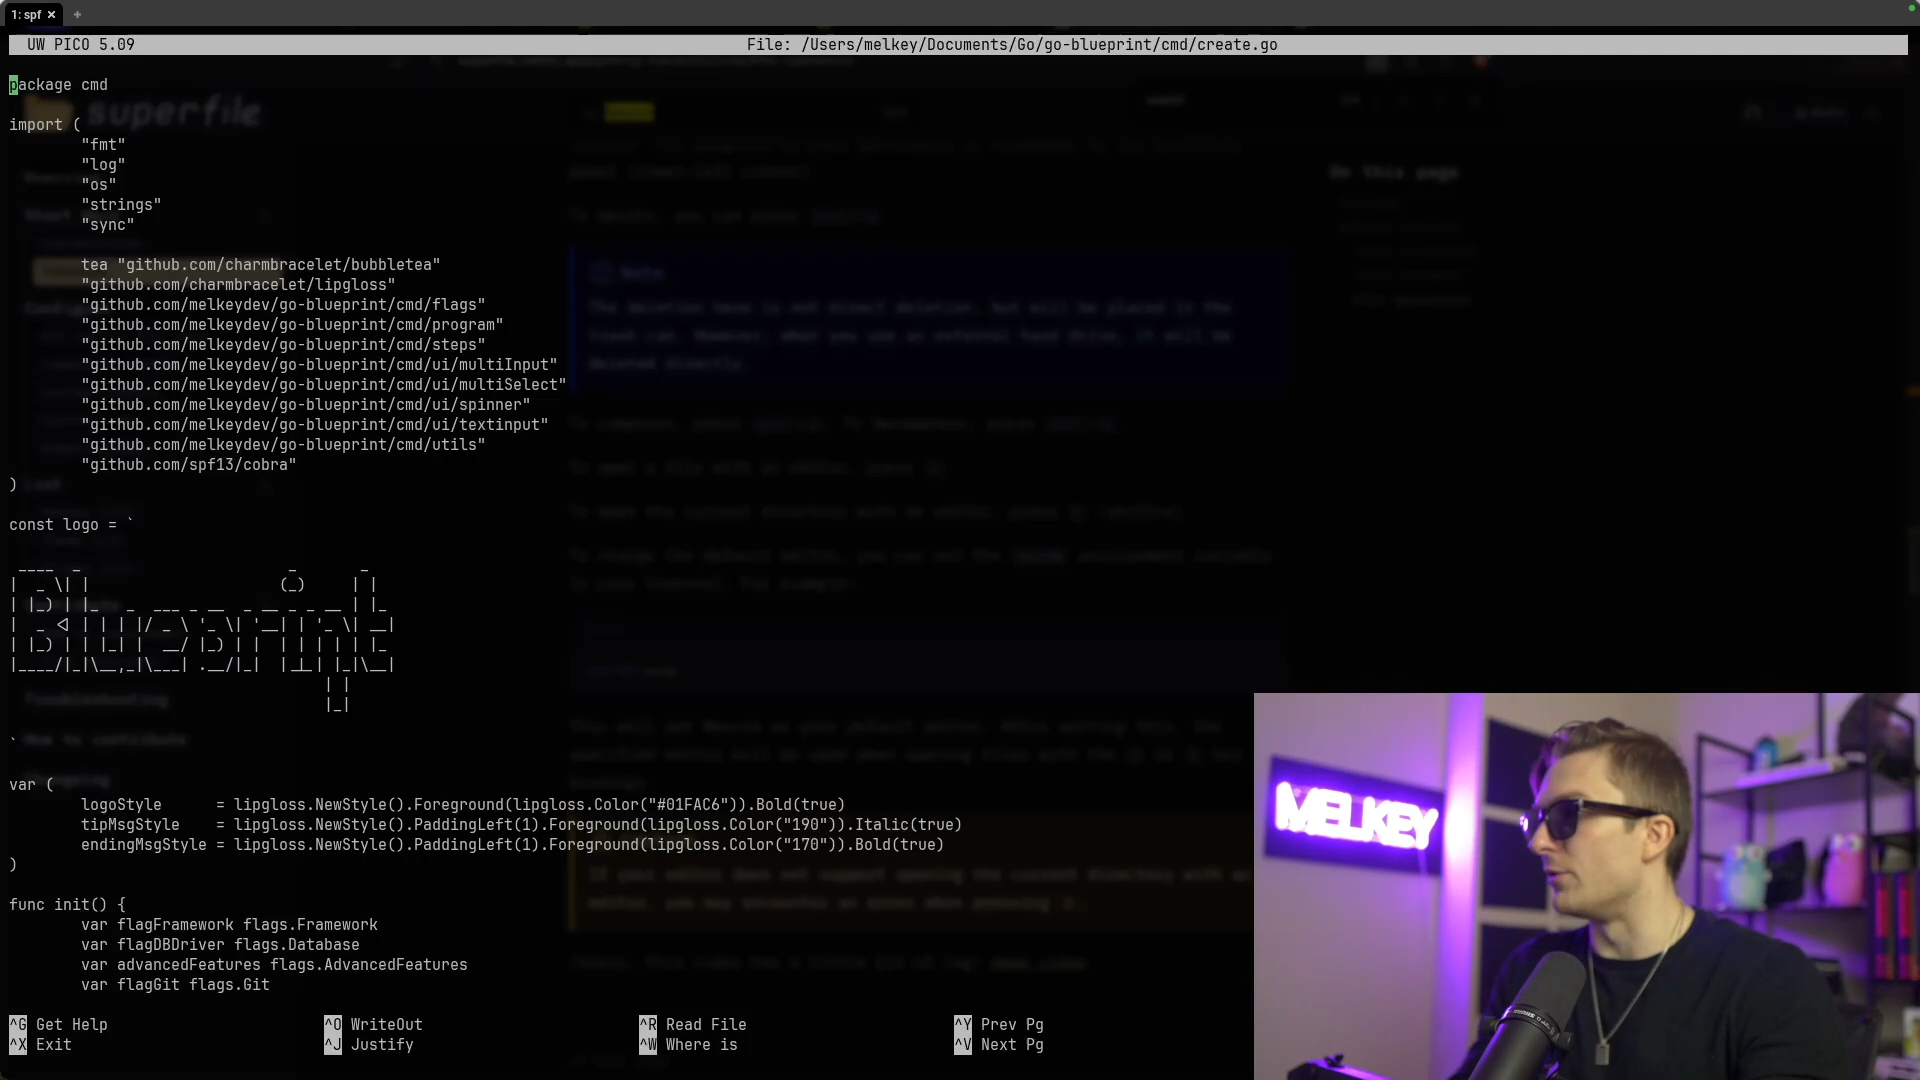 1: spf × +
UW PICO 5.09 File: /Users/melkey/Documents/Go/go-blueprint/cmd/create.go
package cmd
superfile
import (
"fmt"
"log"
"os"
"strings"
"sync"
On this page
tea "github.com/charmbracelet/bubbletea"
"github.com/charmbracelet/lipgloss"
"github.com/melkeydev/go-blueprint/cmd/flags"
"github.com/melkeydev/go-blueprint/cmd/program"
"github.com/melkeydev/go-blueprint/cmd/steps"
"github.com/melkeydev/go-blueprint/cmd/ui/multiInput"
"github.com/melkeydev/go-blueprint/cmd/ui/multiSelect"
"github.com/melkeydev/go-blueprint/cmd/ui/spinner"
"github.com/melkeydev/go-blueprint/cmd/ui/textinput"
"github.com/melkeydev/go-blueprint/cmd/utils"
"github.com/spf13/cobra"
)
const logo = `
Blueprint
`
var (
logoStyle = lipgloss.NewStyle().Foreground(lipgloss.Color("#01FAC6")).Bold(true)
tipMsgStyle = lipgloss.NewStyle().PaddingLeft(1).Foreground(lipgloss.Color("190")).Italic(true)
endingMsgStyle = lipgloss.NewStyle().PaddingLeft(1).Foreground(lipgloss.Color("170")).Bold(true)
)
func init() {
var flagFramework flags.Framework
var flagDBDriver flags.Database
var advancedFeatures flags.AdvancedFeatures
var flagGit flags.Git
^G Get Help ^O WriteOut ^R Read File ^Y Prev Pg
^X Exit ^J Justify ^W Where is ^V Next Pg
MELKEY